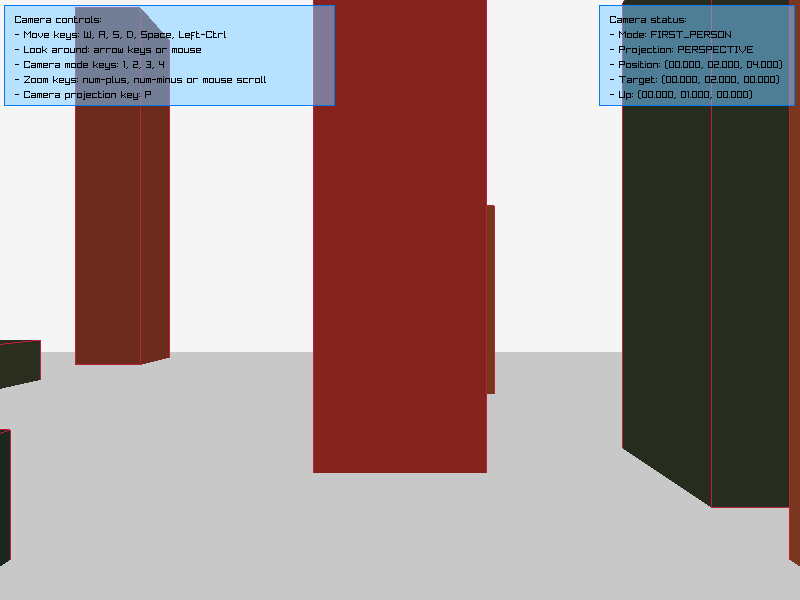 Camera controls:
- Move keys: W, A, S, D, Space, Left-Ctrl
- Look around: arrow keys or mouse
- Camera mode keys: 1, 2, 3, 4
- Zoom keys: num-plus, num-minus or mouse scroll
- Camera projection key: P
Camera status:
- Mode: FIRST_PERSON
- Projection: PERSPECTIVE
- Position: (00.000, 02.000, 04.000)
- Target: (00.000, 02.000, 00.000)
- Up: (00.000, 01.000, 00.000)